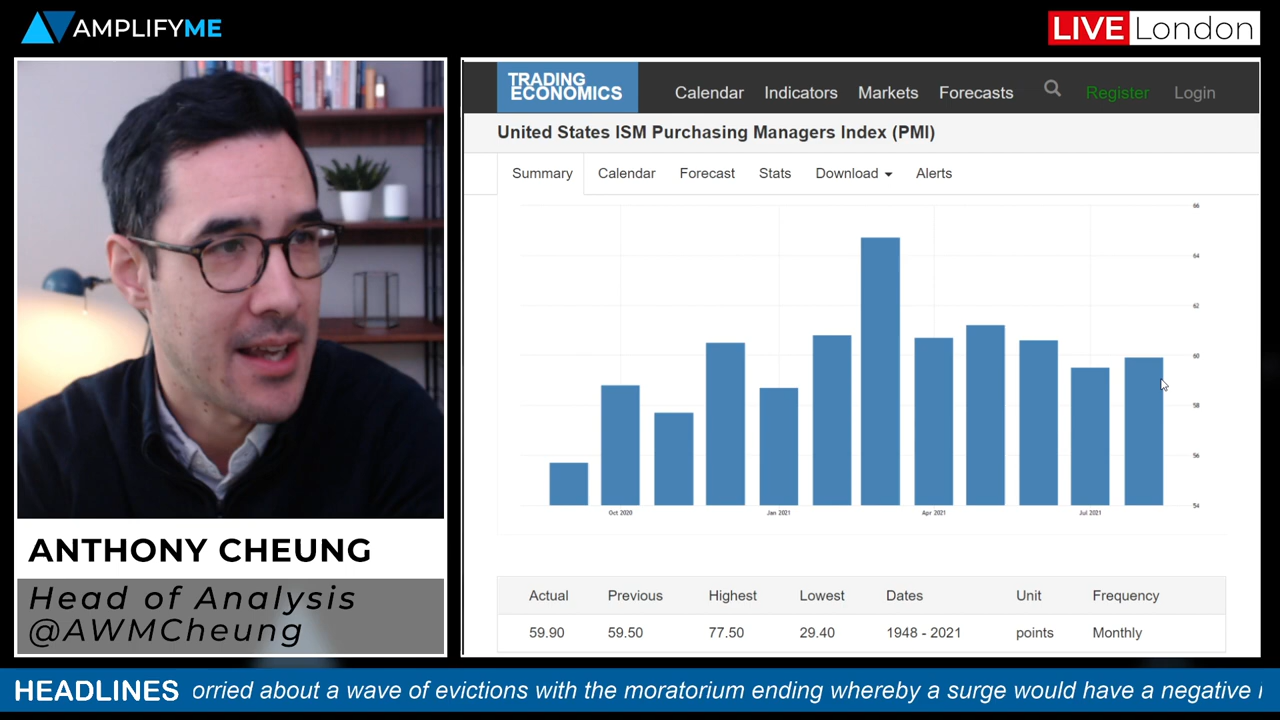 AMPLIFYME
LIVE London
TRADING
ECONOMICS
Calendar Indicators Markets Forecasts Register Login
United States ISM Purchasing Managers Index (PMI)
Summary Calendar Forecast Stats Download Alerts
66
64
62
60
58
56
54
Oct 2020 Jan 2021 Apr 2021 Jul 2021
ANTHONY CHEUNG
Head of Analysis
@AWMCheung
Actual Previous Highest Lowest Dates Unit Frequency
59.90 59.50 77.50 29.40 1948 - 2021 points Monthly
HEADLINES orried about a wave of evictions with the moratorium ending whereby a surge would have a negative